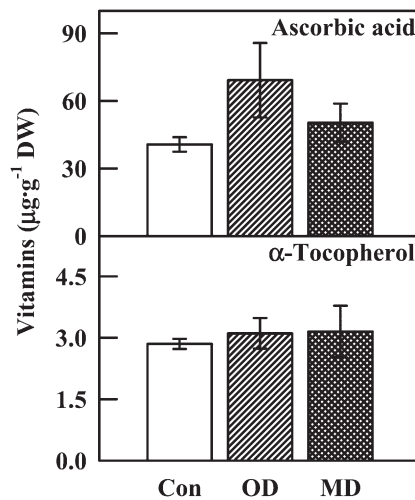 Ascorbic acid
90
60
30
0
α-Tocopherol
4.5
3.0
1.5
0.0
Vitamins (μg·g⁻¹ DW)
Con OD MD